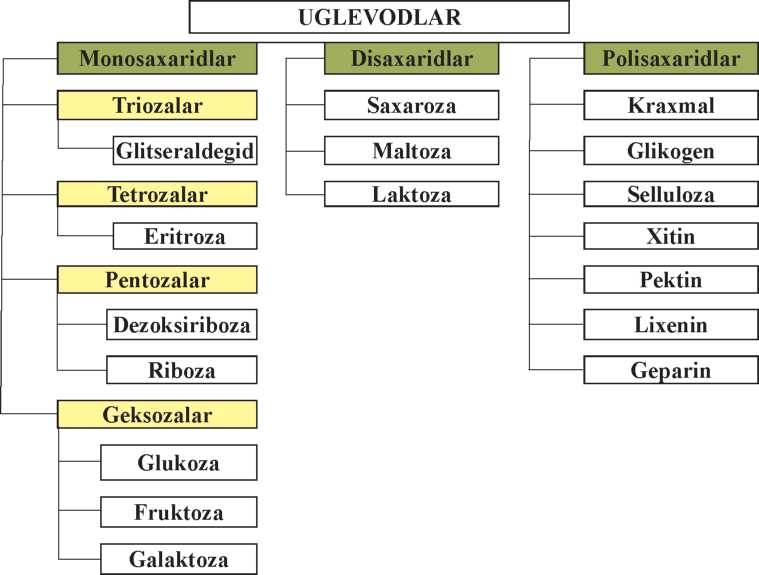 UGLEVODLAR
Monosaxaridlar
Triozalar
Glitseraldegid
Tetrozalar
Eritroza
Pentozalar
Dezoksiriboza
Riboza
Geksozalar
Glukoza
Fruktoza
Galaktoza
Disaxaridlar
Saxaroza
Maltoza
Laktoza
Polisaxaridlar
Kraxmal
Glikogen
Selluloza
Xitin
Pektin
Lixenin
Geparin